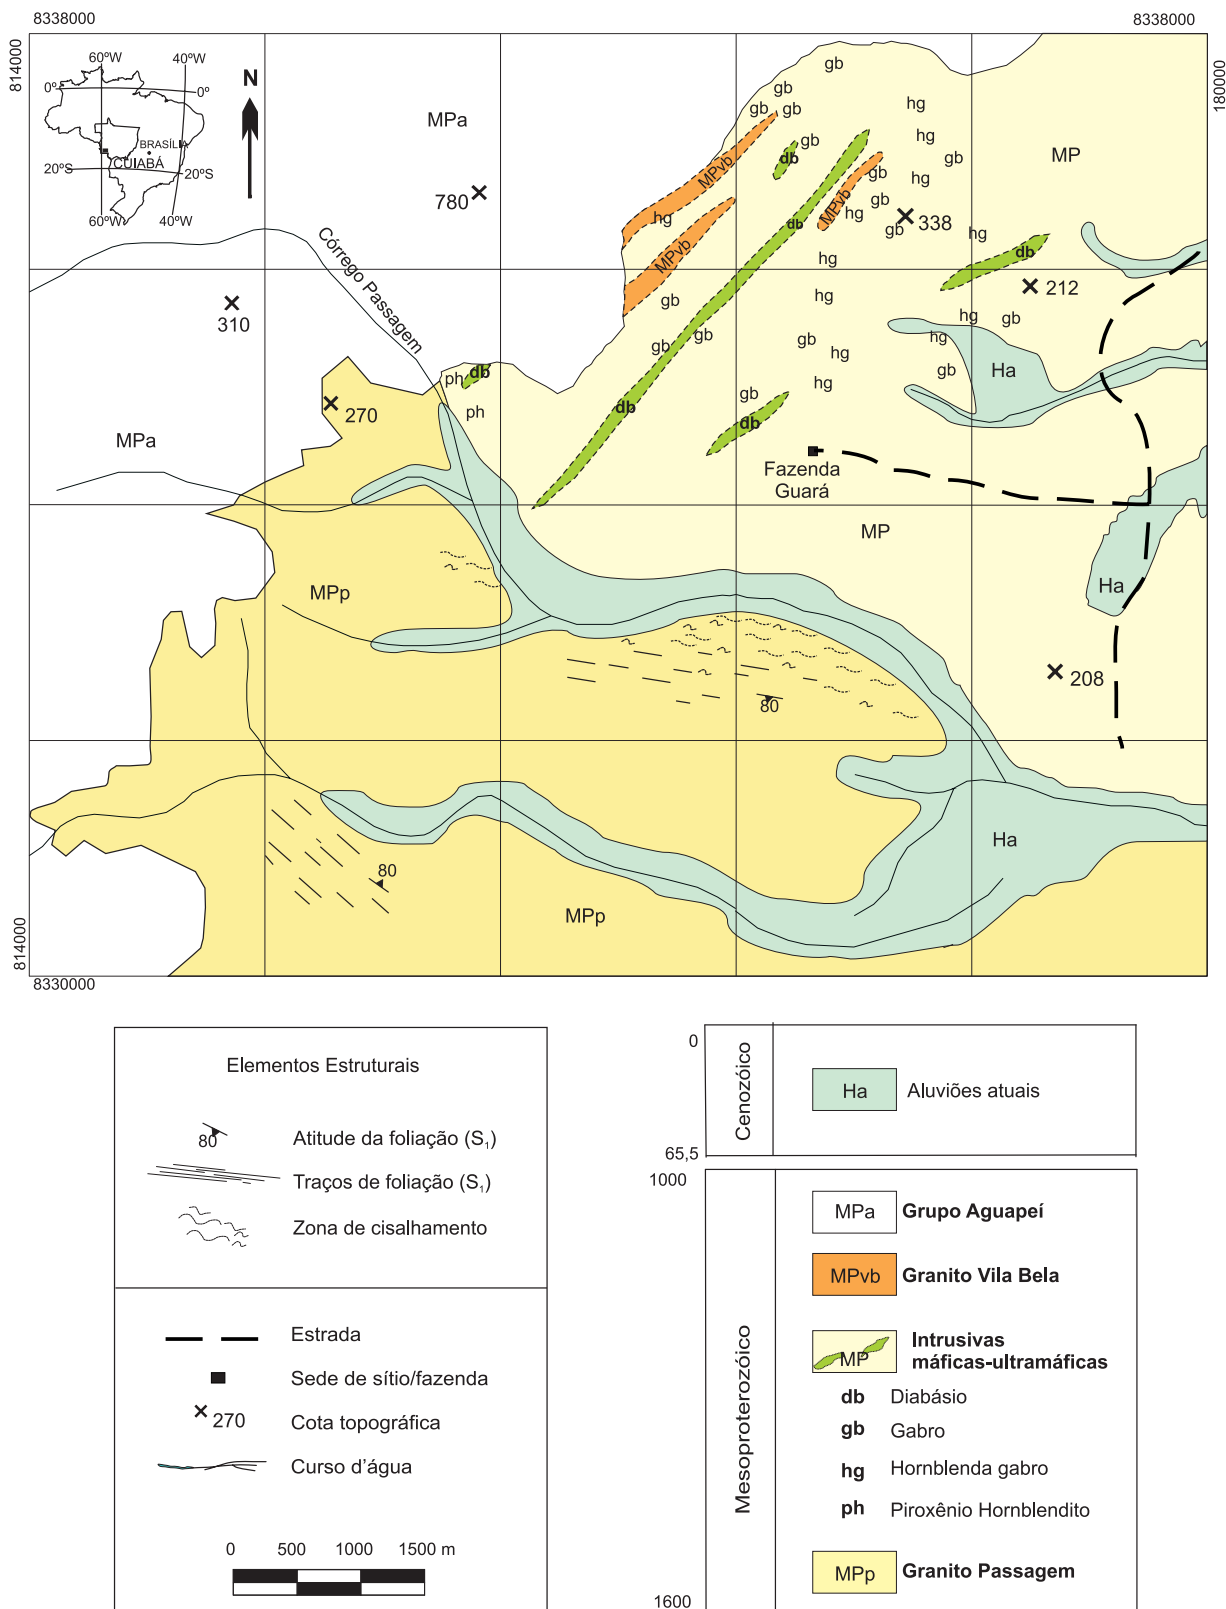 8338000
8338000
814000
180000
60ºW
40ºW
0º
0º
BRASÍLIA
CUIABÁ
20ºS
20ºS
60ºW
40ºW
N
MPa
780
310
Córrego Passagem
MPa
270
gb
gb
gb
gb
hg
gb
hg
gb
MP
MPvb
db
gb
hg
MPvb
gb
hg
338
gb
hg
hg
db
MPvb
hg
db
212
gb
hg
hg
gb
gb
gb
gb
hg
hg
gb
Ha
hg
gb
ph
db
ph
db
gb
db
Fazenda
Guará
MP
Ha
MPp
208
80
80
Ha
MPp
814000
8330000
Elementos Estruturais
80
Atitude da foliação (S₁)
Traços de foliação (S₁)
Zona de cisalhamento
Estrada
Sede de sítio/fazenda
270
Cota topográfica
Curso d'água
0 500 1000 1500 m
0
65,5
Cenozóico
Ha
Aluviões atuais
1000
1600
Mesoproterozóico
MPa
Grupo Aguapeí
MPvb
Granito Vila Bela
MP
Intrusivas
máficas-ultramáficas
db Diabásio
gb Gabro
hg Hornblenda gabro
ph Piroxênio Hornblendito
MPp
Granito Passagem